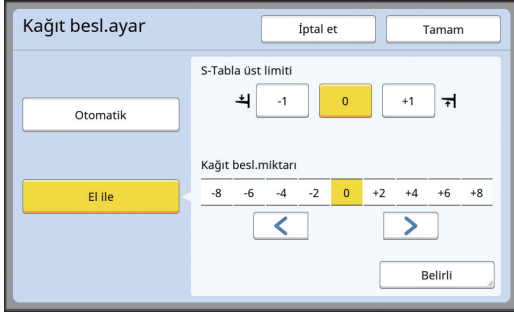 Kağıt besl.ayar
İptal et
Tamam
Otomatik
El ile
S-Tabla üst limiti
-1 0 +1
Kağıt besl.miktarı
-8 -6 -4 -2 0 +2 +4 +6 +8
Belirli